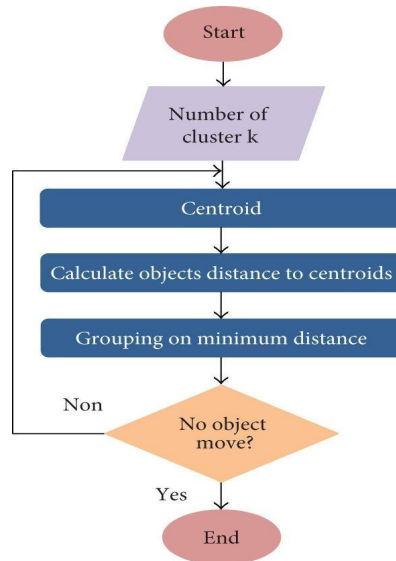 Start
Number of
cluster k
Centroid
Calculate objects distance to centroids
Grouping on minimum distance
Non
No object
move?
Yes
End